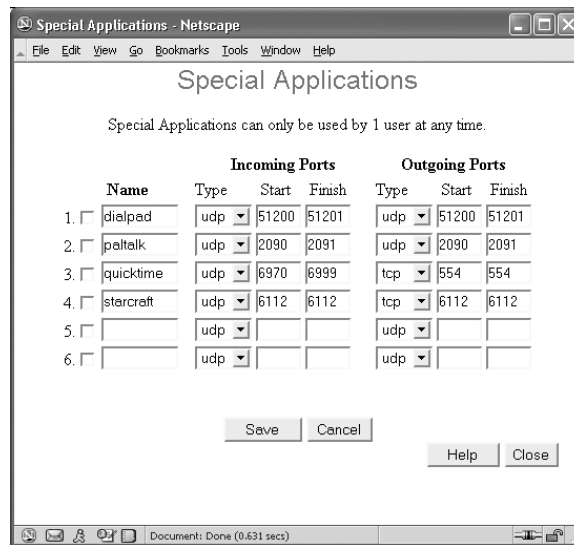 Special Applications - Netscape
File Edit View Go Bookmarks Tools Window Help
Special Applications
Special Applications can only be used by 1 user at any time.
Incoming Ports Outgoing Ports
Name Type Start Finish Type Start Finish
1. dialpad udp 51200 51201 udp 51200 51201
2. paltalk udp 2090 2091 udp 2090 2091
3. quicktime udp 6970 6999 tcp 554 554
4. starcraft udp 6112 6112 tcp 6112 6112
5. udp udp
6. udp udp
Save Cancel
Help Close
Document: Done (0.631 secs)